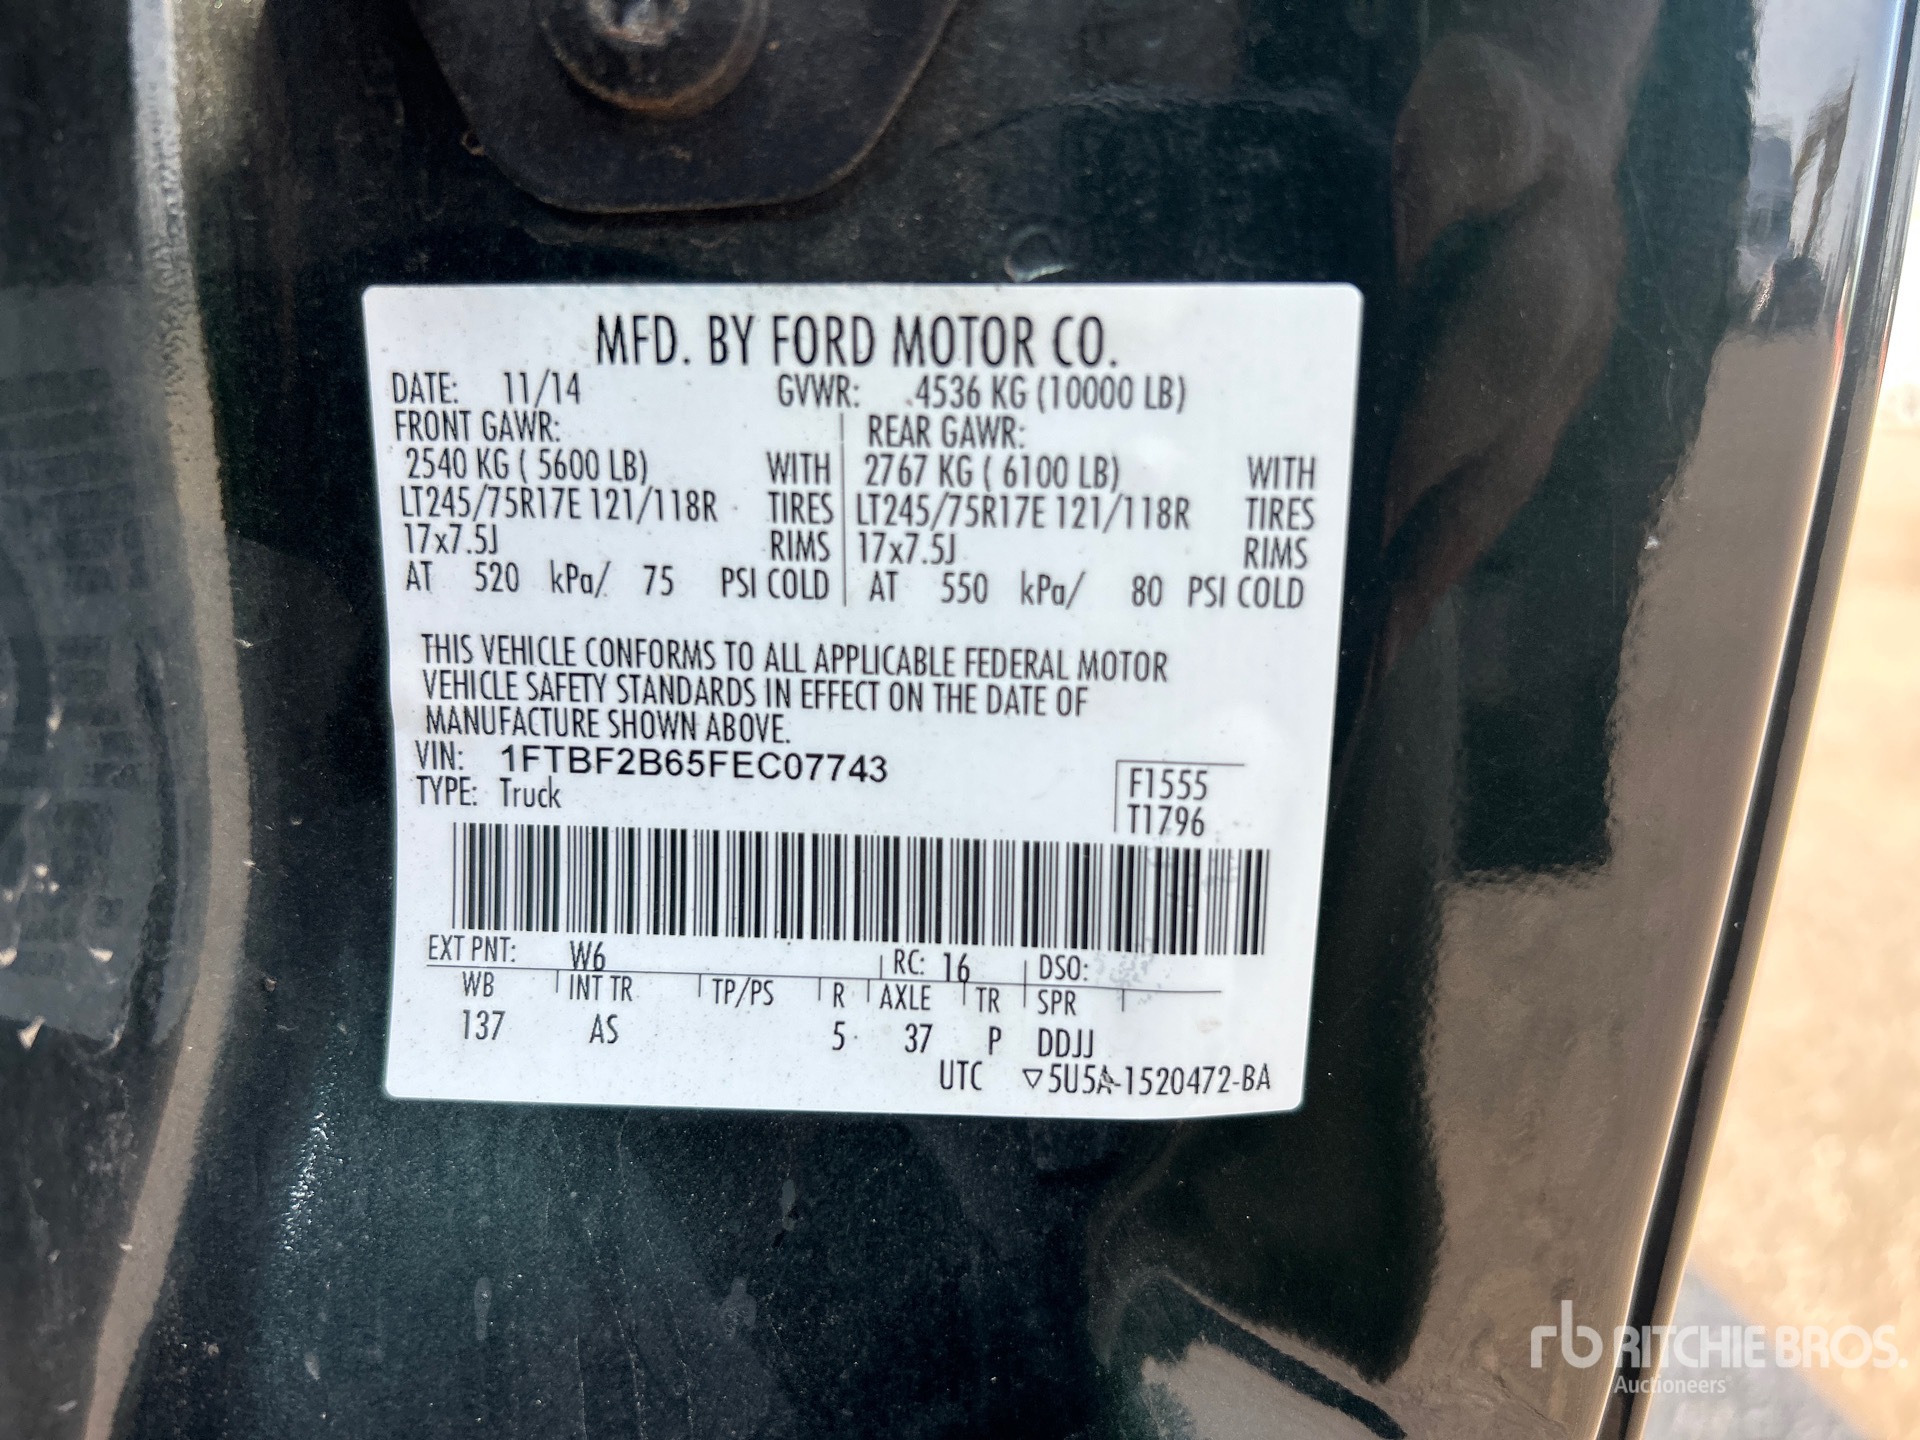 MFD. BY FORD MOTOR CO.
DATE: 11/14 GVWR: 4536 KG (10000 LB)
FRONT GAWR: REAR GAWR:
2540 KG ( 5600 LB) WITH 2767 KG ( 6100 LB) WITH
LT245/75R17E 121/118R TIRES LT245/75R17E 121/118R TIRES
17x7.5J RIMS 17x7.5J RIMS
AT 520 kPa/ 75 PSI COLD AT 550 kPa/ 80 PSI COLD
THIS VEHICLE CONFORMS TO ALL APPLICABLE FEDERAL MOTOR
VEHICLE SAFETY STANDARDS IN EFFECT ON THE DATE OF
MANUFACTURE SHOWN ABOVE.
VIN: 1FTBF2B65FEC07743
TYPE: Truck
F1555
T1796
EXT PNT: W6 RC: 16 DSO:
WB INT TR TP/PS R AXLE TR SPR
137 AS 5 37 P DDJJ
UTC ▽5U5A-1520472-BA
rb RITCHIE BROS.
Auctioneers